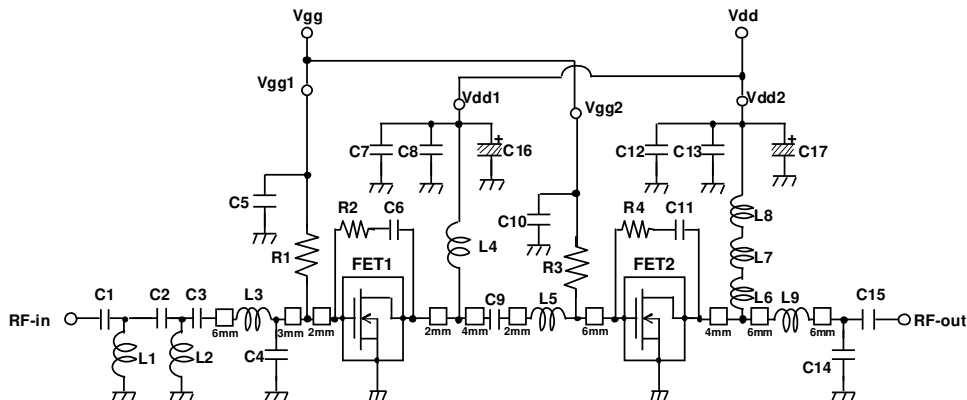 Vgg
Vdd
Vgg1
Vdd1
Vgg2
Vdd2
C7
C8
C16
C12
C13
C17
C5
R2
C6
C10
R4
C11
L8
R1
L4
R3
L7
FET1
FET2
C1
C2
C3
L3
C9
L5
L6
L9
C15
RF-in
6mm
3mm
2mm
2mm
4mm
2mm
6mm
4mm
6mm
6mm
RF-out
L1
L2
C4
C14